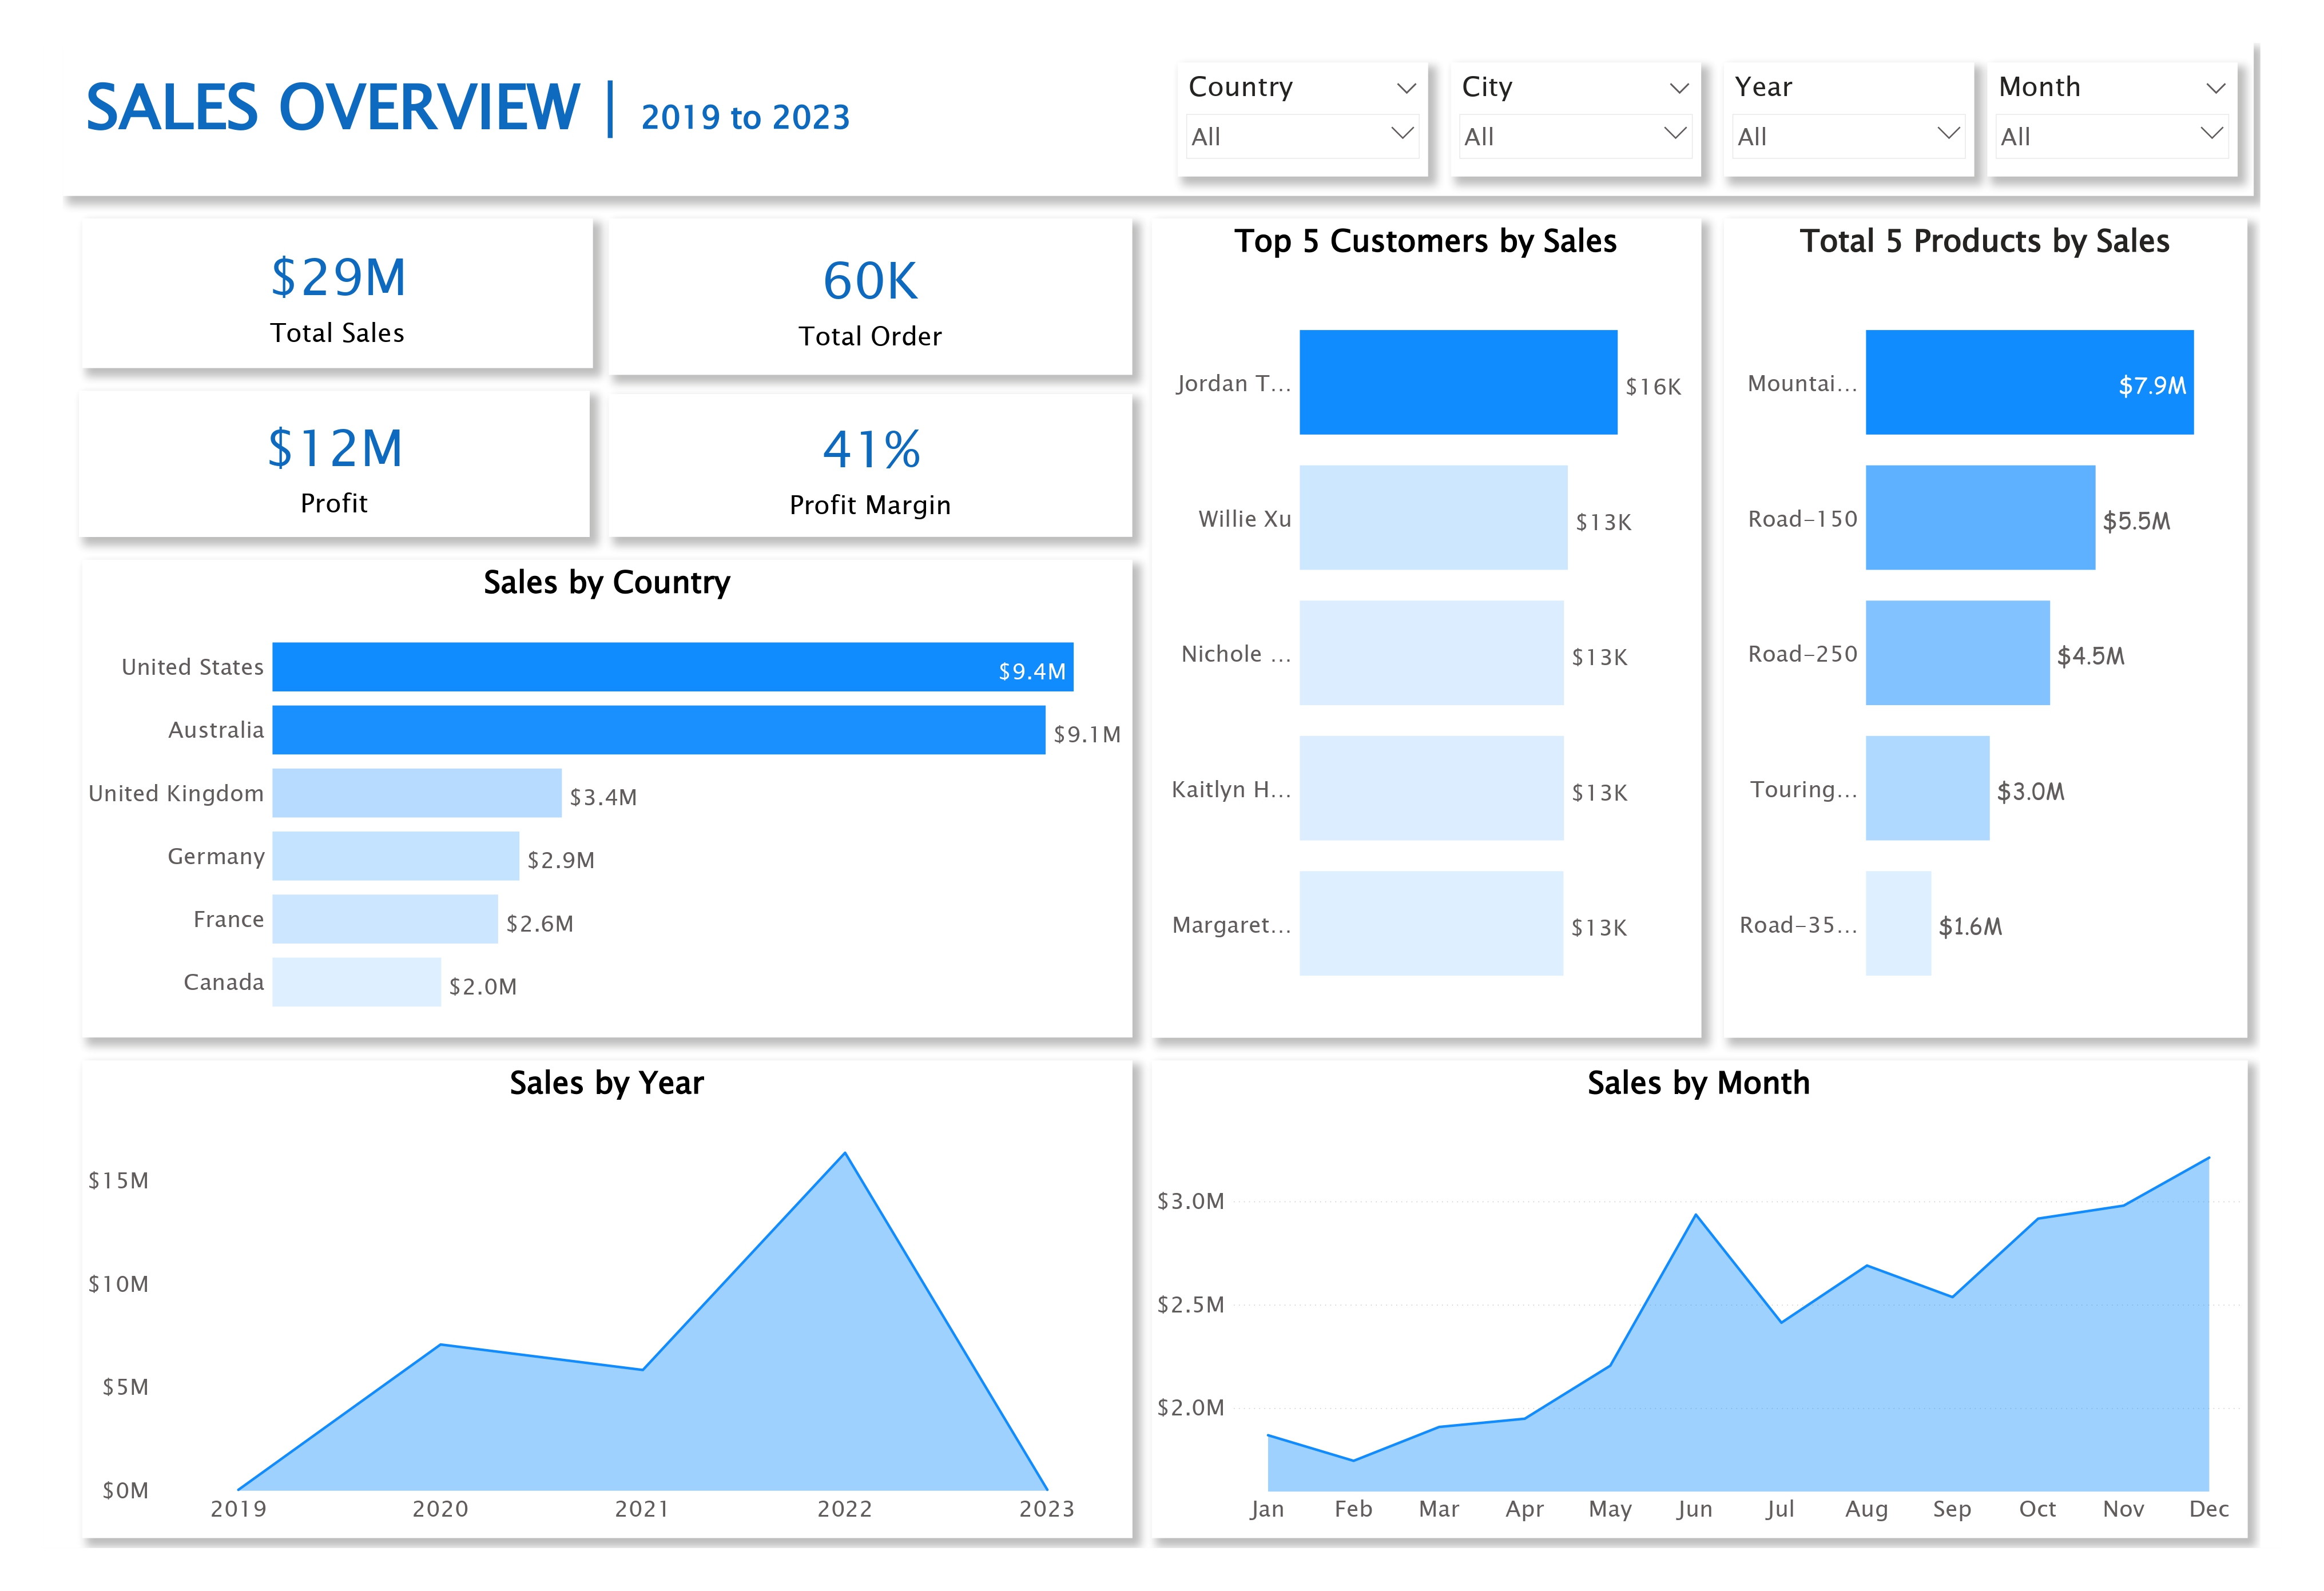 SALES OVERVIEW | 2019 to 2023
Country
All
City
All
Year
All
Month
All
$29M
Total Sales
60K
Total Order
$12M
Profit
41%
Profit Margin
Sales by Country
United States $9.4M
Australia $9.1M
United Kingdom $3.4M
Germany $2.9M
France $2.6M
Canada $2.0M
Top 5 Customers by Sales
Jordan T... $16K
Willie Xu $13K
Nichole ... $13K
Kaitlyn H... $13K
Margaret... $13K
Total 5 Products by Sales
Mountai... $7.9M
Road-150 $5.5M
Road-250 $4.5M
Touring... $3.0M
Road-35... $1.6M
Sales by Year
$15M
$10M
$5M
$0M
2019 2020 2021 2022 2023
Sales by Month
$3.0M
$2.5M
$2.0M
Jan Feb Mar Apr May Jun Jul Aug Sep Oct Nov Dec